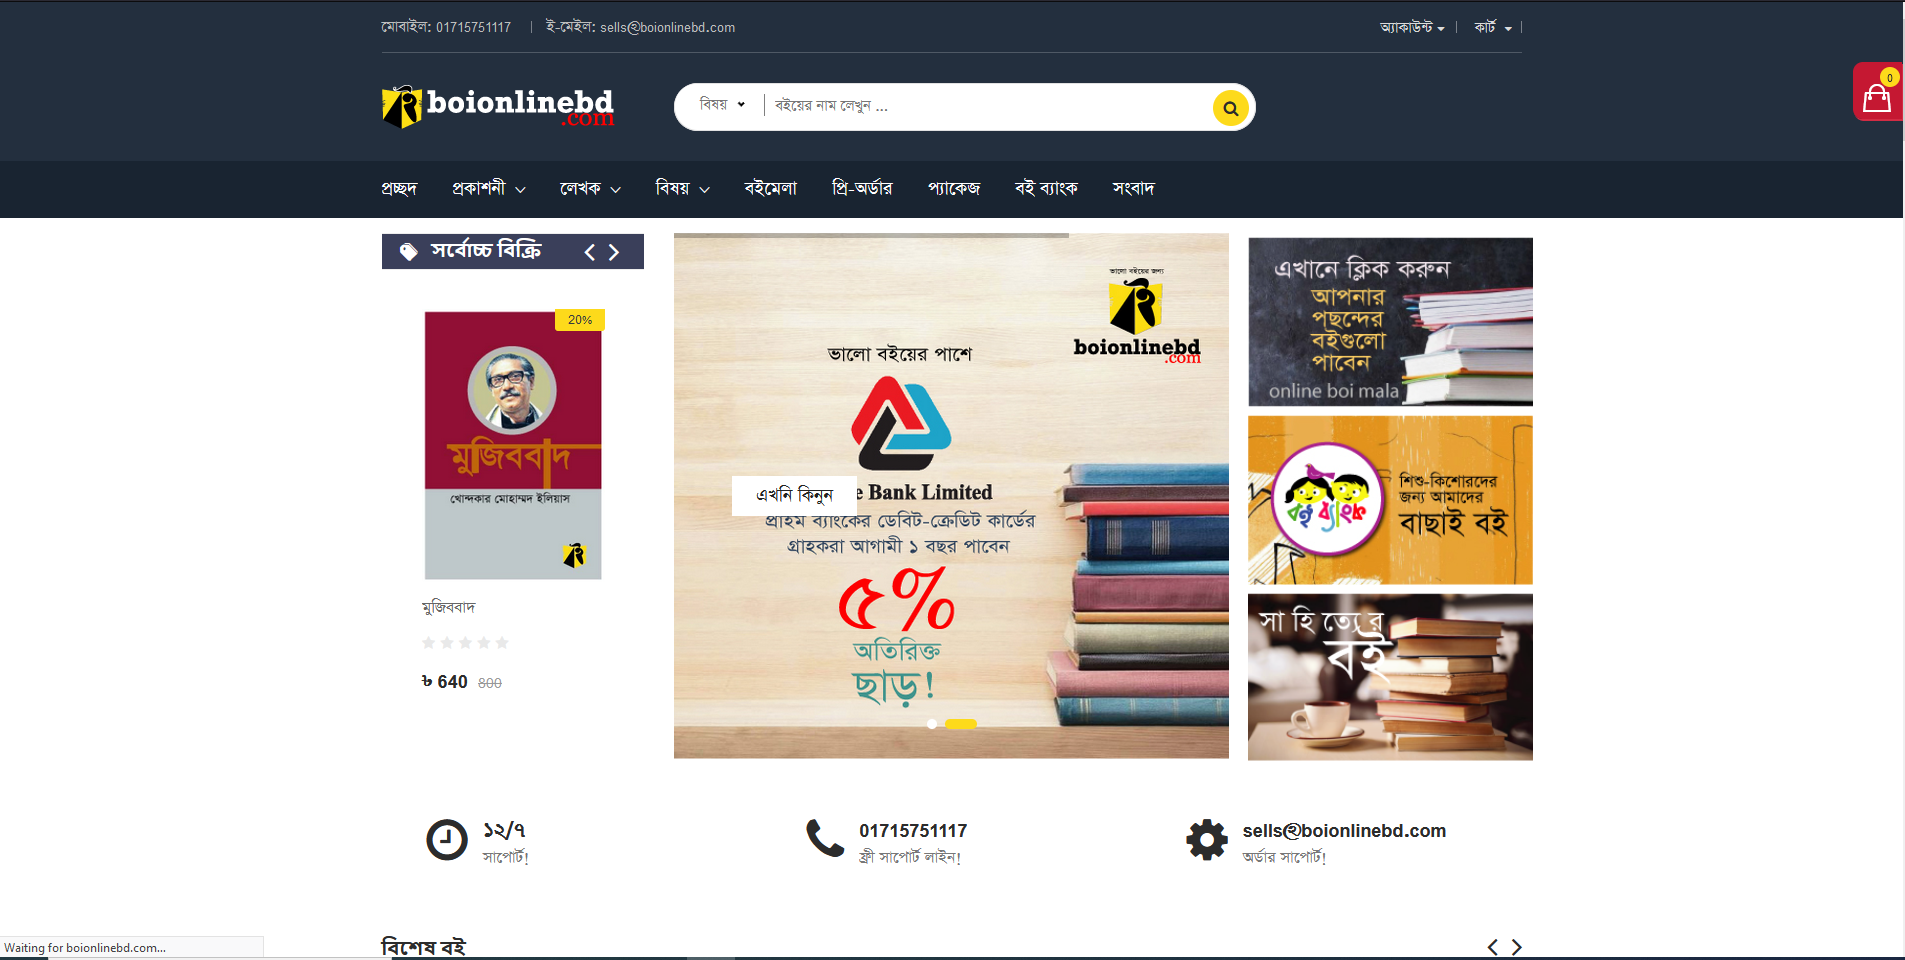 মোবাইল: 01715751117
ই-মেইল: sells@boionlinebd.com
অ্যাকাউন্ট
কার্ট
boionlinebd
.com
বিষয়
বইয়ের নাম লেখুন ...
0
প্রচ্ছদ
প্রকাশনী
লেখক
বিষয়
বইমেলা
প্রি-অর্ডার
প্যাকেজ
বই ব্যাংক
সংবাদ
সর্বোচ্চ বিক্রি
20%
মুজিববাদ
খোন্দকার মোহাম্মদ ইলিয়াস
মুজিববাদ
৳ 640 800
ভালো বইয়ের জন্য
বই
boionlinebd
.com
ভালো বইয়ের পাশে
এখনি কিনুন
e Bank Limited
প্রাইম ব্যাংকের ডেবিট-ক্রেডিট কার্ডের
গ্রাহকরা আগামী ১ বছর পাবেন
৫%
অতিরিক্ত
ছাড়!
এখানে ক্লিক করুন
আপনার
পছন্দের
বইগুলো
পাবেন
online boi mala
বই ব্যাংক
শিশু-কিশোরদের
জন্য আমাদের
বাছাই বই
সাহিত্যের
বই
১২/৭
সাপোর্ট!
01715751117
ফ্রী সাপোর্ট লাইন!
sells@boionlinebd.com
অর্ডার সাপোর্ট!
বিশেষ বই
Waiting for boionlinebd.com...